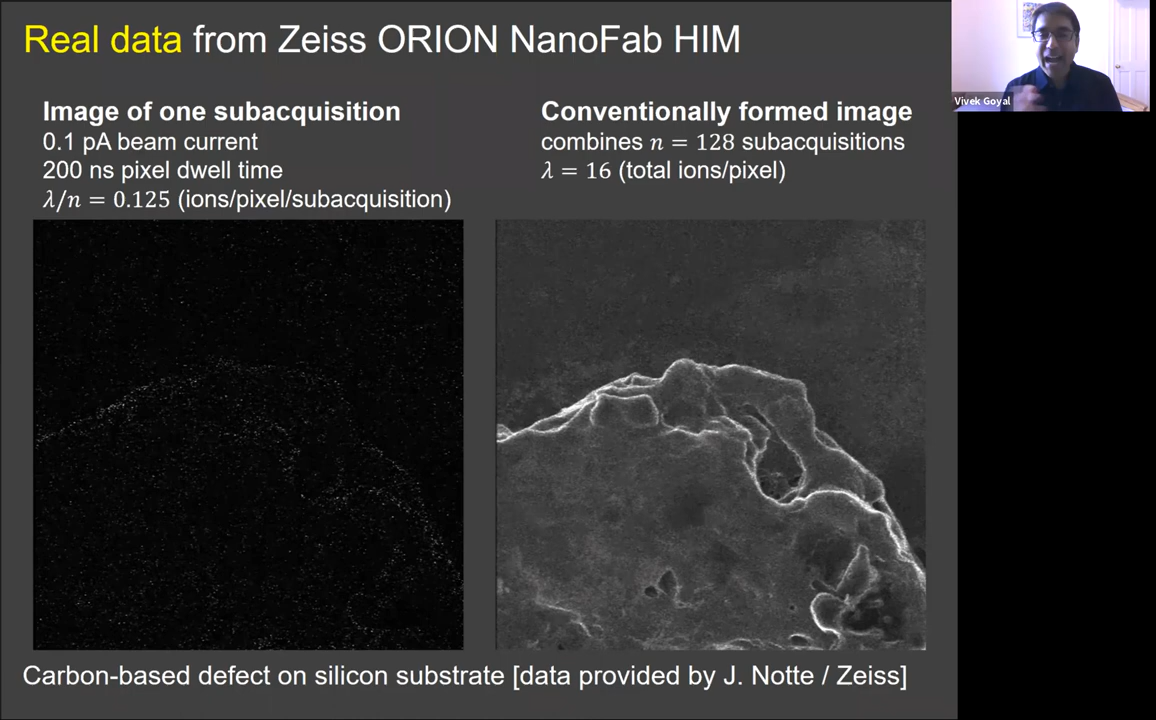 Real data from Zeiss ORION NanoFab HIM
Vivek Goyal
Image of one subacquisition
0.1 pA beam current
200 ns pixel dwell time
λ/n = 0.125 (ions/pixel/subacquisition)
Conventionally formed image
combines n = 128 subacquisitions
λ = 16 (total ions/pixel)
Carbon-based defect on silicon substrate [data provided by J. Notte / Zeiss]